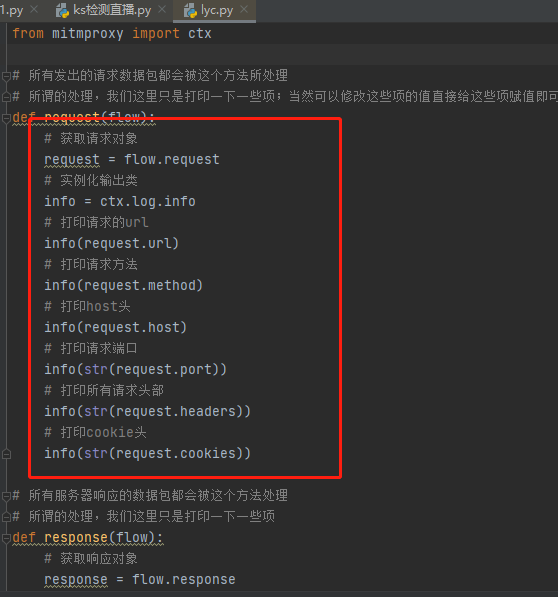 1.py × ks检测直播.py × lyc.py ×
from mitmproxy import ctx
# 所有发出的请求数据包都会被这个方法所处理
# 所谓的处理，我们这里只是打印一下一些项；当然可以修改这些项的值直接给这些项赋值即可
def request(flow):
# 获取请求对象
request = flow.request
# 实例化输出类
info = ctx.log.info
# 打印请求的url
info(request.url)
# 打印请求方法
info(request.method)
# 打印host头
info(request.host)
# 打印请求端口
info(str(request.port))
# 打印所有请求头部
info(str(request.headers))
# 打印cookie头
info(str(request.cookies))
# 所有服务器响应的数据包都会被这个方法处理
# 所谓的处理，我们这里只是打印一下一些项
def response(flow):
# 获取响应对象
response = flow.response